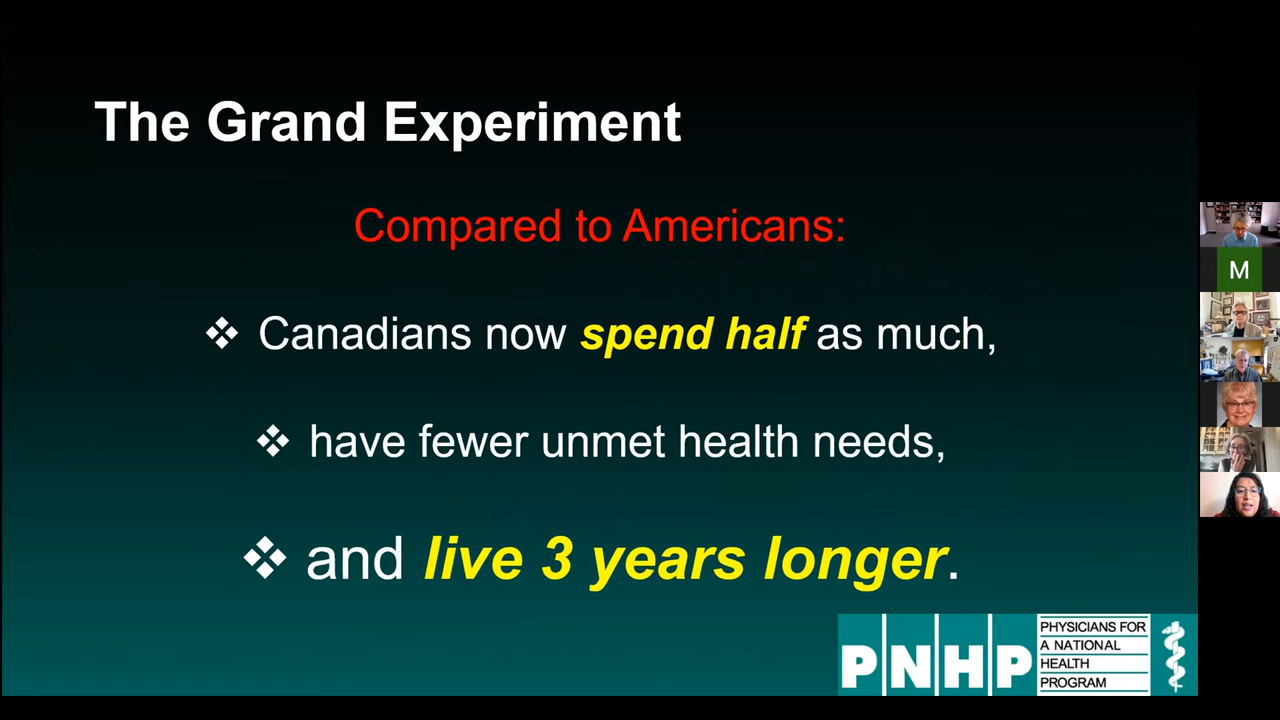 The Grand Experiment
Compared to Americans:
❖ Canadians now spend half as much,
❖ have fewer unmet health needs,
❖ and live 3 years longer.
M
PNHP
PHYSICIANS FOR
A NATIONAL
HEALTH
PROGRAM